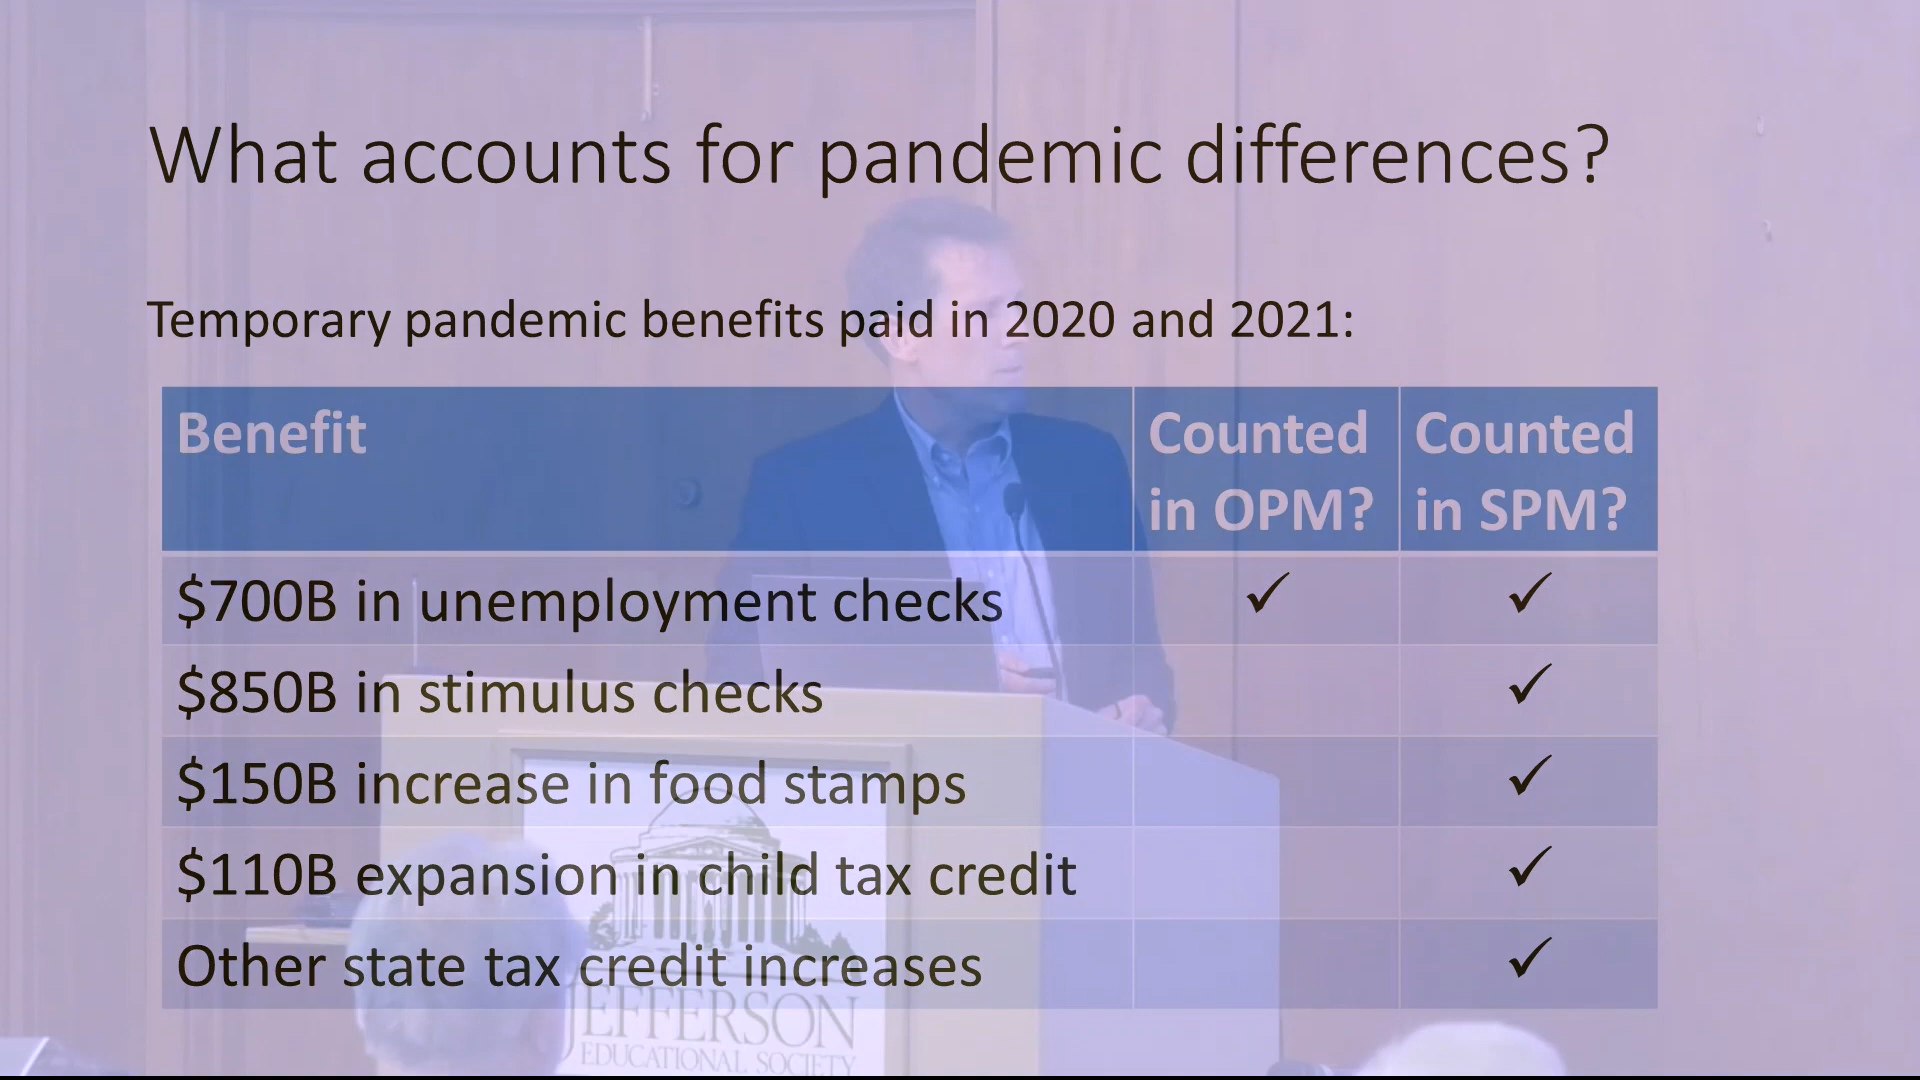 What accounts for pandemic differences?
Temporary pandemic benefits paid in 2020 and 2021:
Benefit
Counted in OPM?
Counted in SPM?
$700B in unemployment checks ✓ ✓
$850B in stimulus checks ✓
$150B increase in food stamps ✓
$110B expansion in child tax credit ✓
Other state tax credit increases ✓
JEFFERSON
EDUCATIONAL SOCIETY